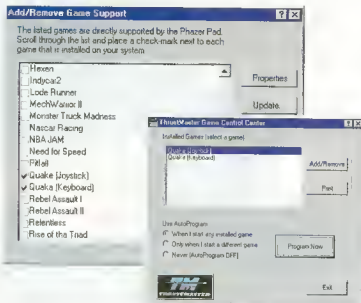 Add/Remove Game Support
The listed games are directly supported by the Phazer Pad.
Scroll through the list and place a check-mark next to each
game that is installed on your system
Hexen
Indycar2
Lode Runner
MechWarrior II
Monster Truck Madness
Nascar Racing
NBA JAM
Need for Speed
Pitfall
Quake (Joystick)
Quake (Keyboard)
Rebel Assault I
Rebel Assault II
Relentless
Rise of the Triad
Properties
Update
ThrustMaster Game Control Center
Installed Games (select a game)
Quake (Joystick)
Quake (Keyboard)
Add/Remove
Print
Use AutoProgram
When I start any installed game
Only when I start a different game
Never (AutoProgram OFF)
Program Now
TM
THRUSTMASTER
Exit